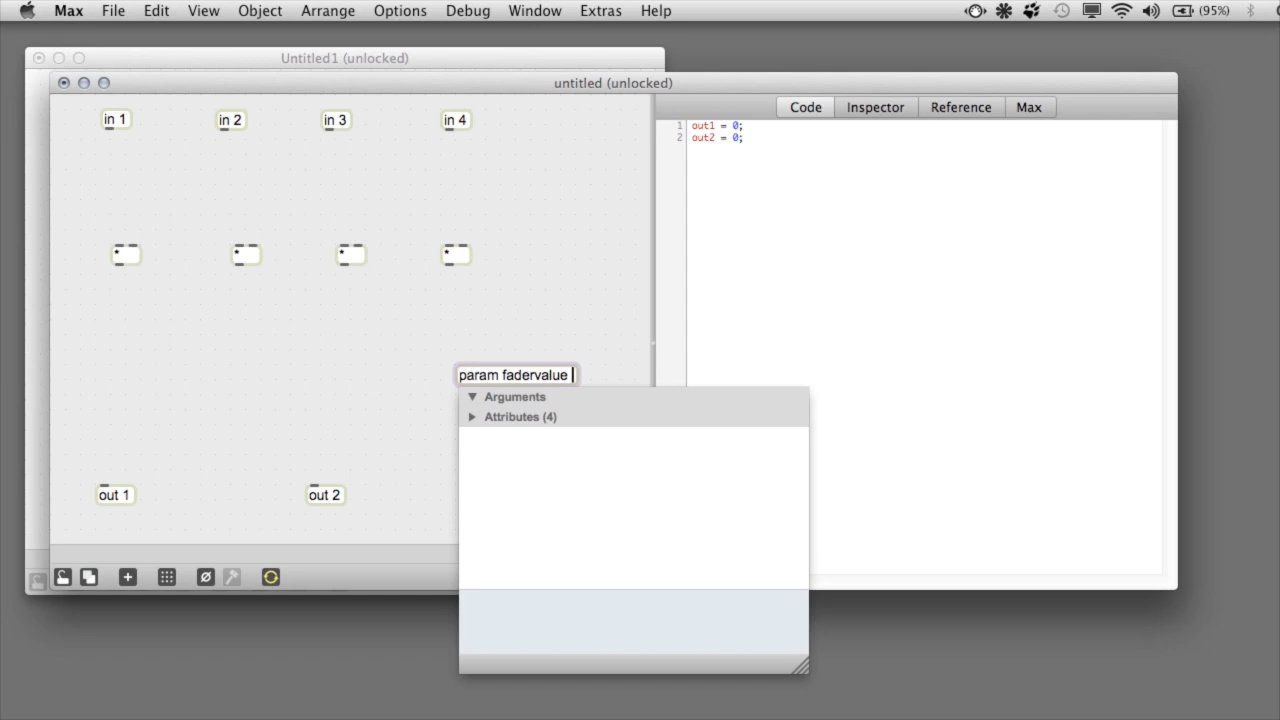 Max File Edit View Object Arrange Options Debug Window Extras Help (95%)
Untitled1 (unlocked)
untitled (unlocked)
in 1 in 2 in 3 in 4
Code Inspector Reference Max
1 out1 = 0;
2 out2 = 0;
* * * *
param fadervalue
Arguments
Attributes (4)
out 1 out 2